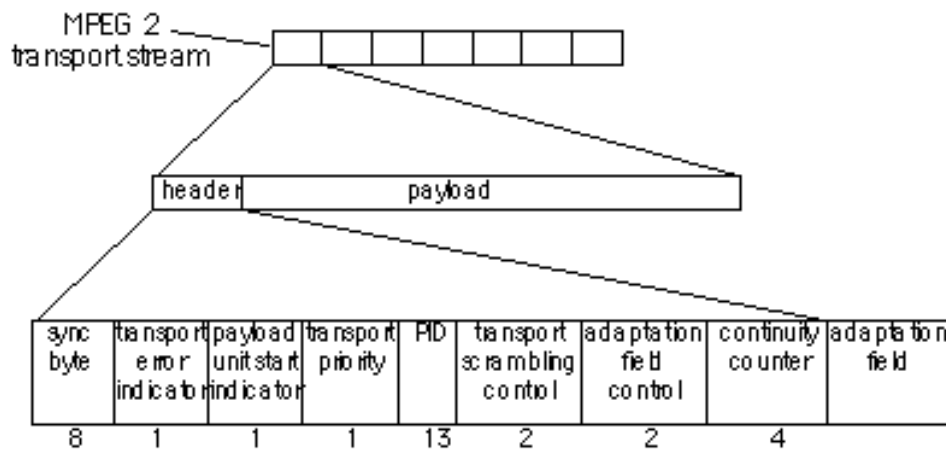 MPEG 2
transport stream
header
payload
sync
byte
transport
error
indicator
payload
unit start
indicator
transport
priority
PID
transport
scrambling
control
adaptation
field
control
continuity
counter
adaptation
field
8
1
1
1
13
2
2
4